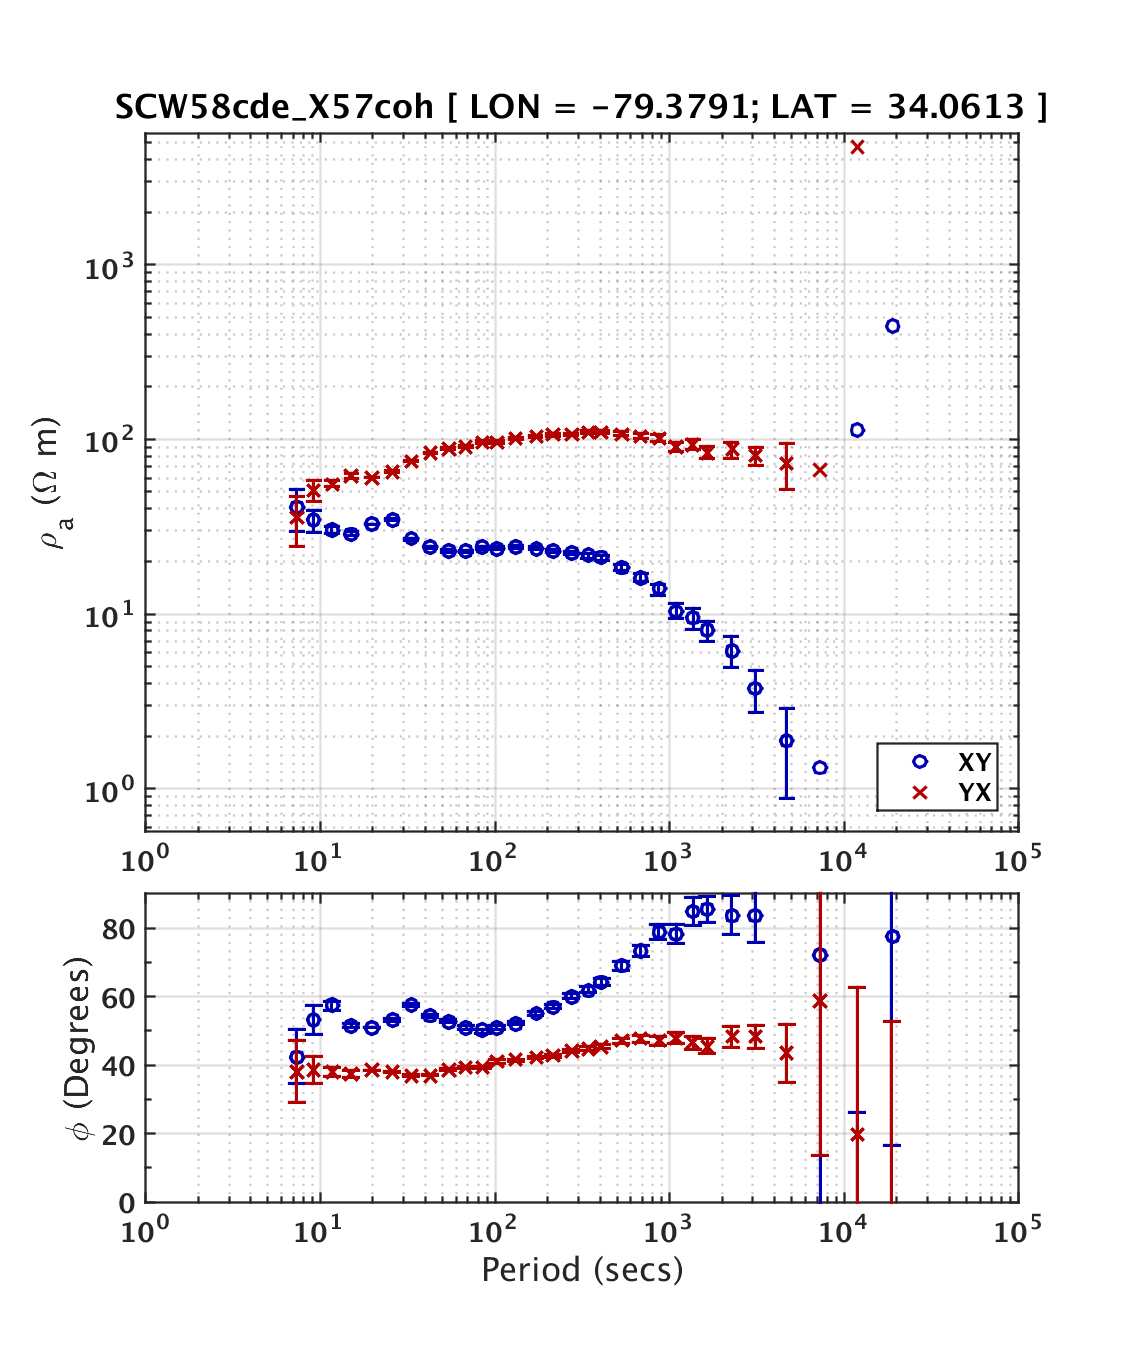 SCW58cde_X57coh [ LON = −79.3791; LAT = 34.0613 ]
ρa (Ω m)
10³
10²
10¹
10⁰
XY
YX
10⁰ 10¹ 10² 10³ 10⁴ 10⁵
ϕ (Degrees)
80
60
40
20
0
10⁰ 10¹ 10² 10³ 10⁴ 10⁵
Period (secs)